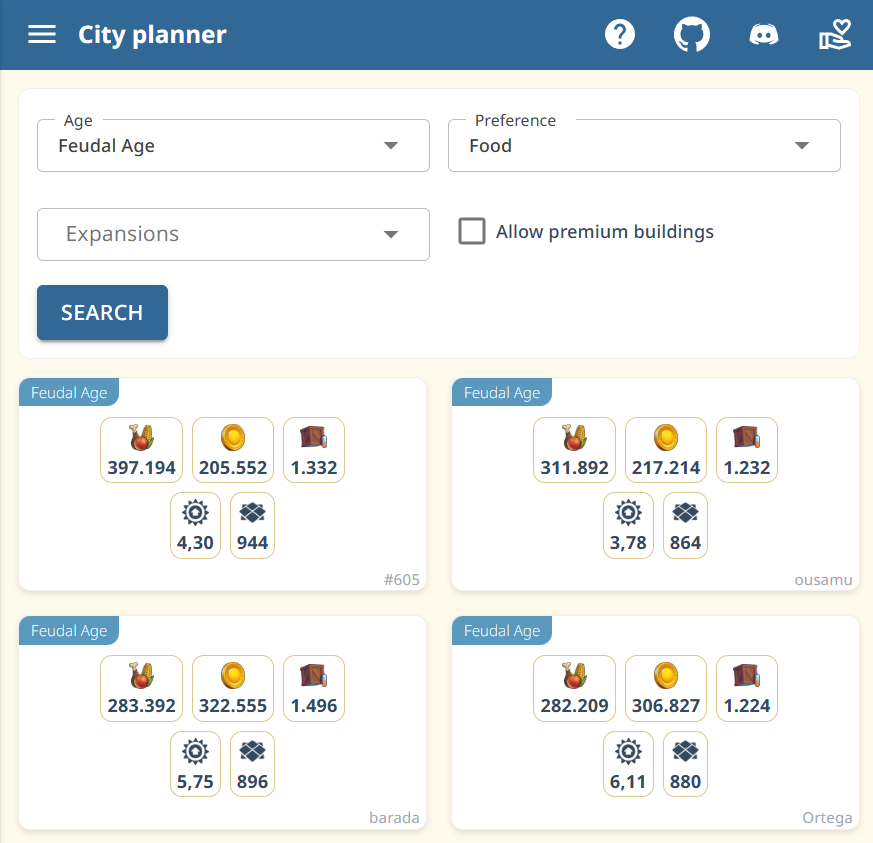 City planner
?
Age
Feudal Age
Preference
Food
Expansions
Allow premium buildings
SEARCH
Feudal Age
397.194 205.552 1.332
4,30 944
#605
Feudal Age
311.892 217.214 1.232
3,78 864
ousamu
Feudal Age
283.392 322.555 1.496
5,75 896
barada
Feudal Age
282.209 306.827 1.224
6,11 880
Ortega